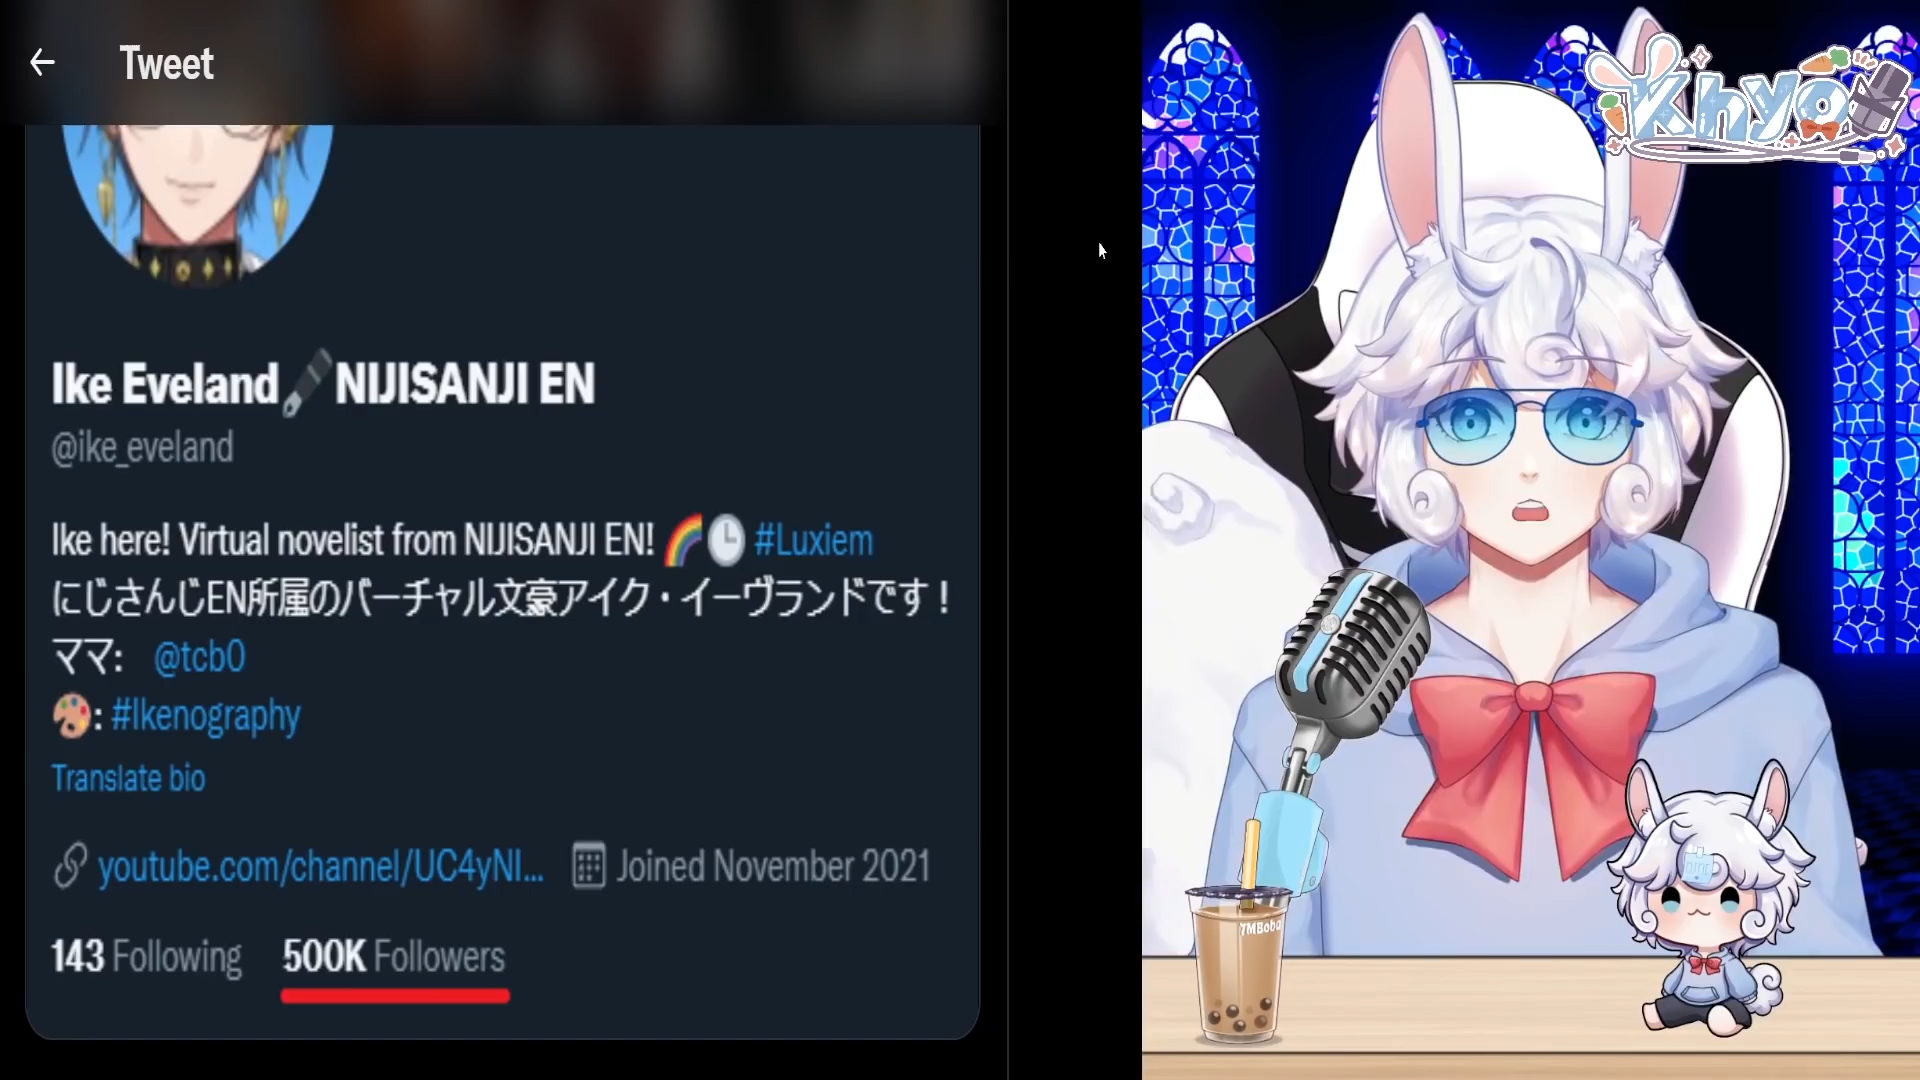 Tweet
Ike Eveland🖋NIJISANJI EN
@ike_eveland
Ike here! Virtual novelist from NIJISANJI EN! 🌈🕒 #Luxiem
にじさんじEN所属のバーチャル文豪アイク・イーヴランドです！
ママ: @tcb0
🎨: #Ikenography
Translate bio
youtube.com/channel/UC4yNI...
Joined November 2021
143 Following 500K Followers
Khyo
7MBoba